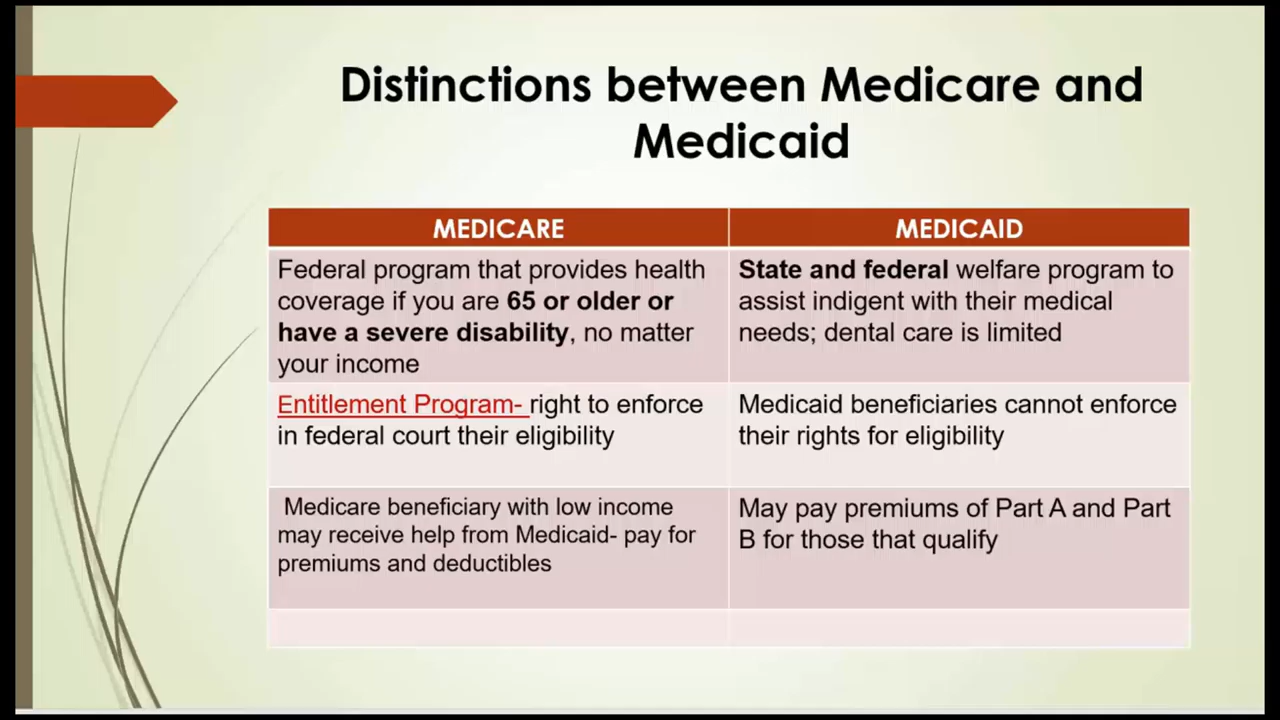 Distinctions between Medicare and
Medicaid
MEDICARE
MEDICAID
Federal program that provides health
coverage if you are 65 or older or
have a severe disability, no matter
your income
State and federal welfare program to
assist indigent with their medical
needs; dental care is limited
Entitlement Program- right to enforce
in federal court their eligibility
Medicaid beneficiaries cannot enforce
their rights for eligibility
Medicare beneficiary with low income
may receive help from Medicaid- pay for
premiums and deductibles
May pay premiums of Part A and Part
B for those that qualify